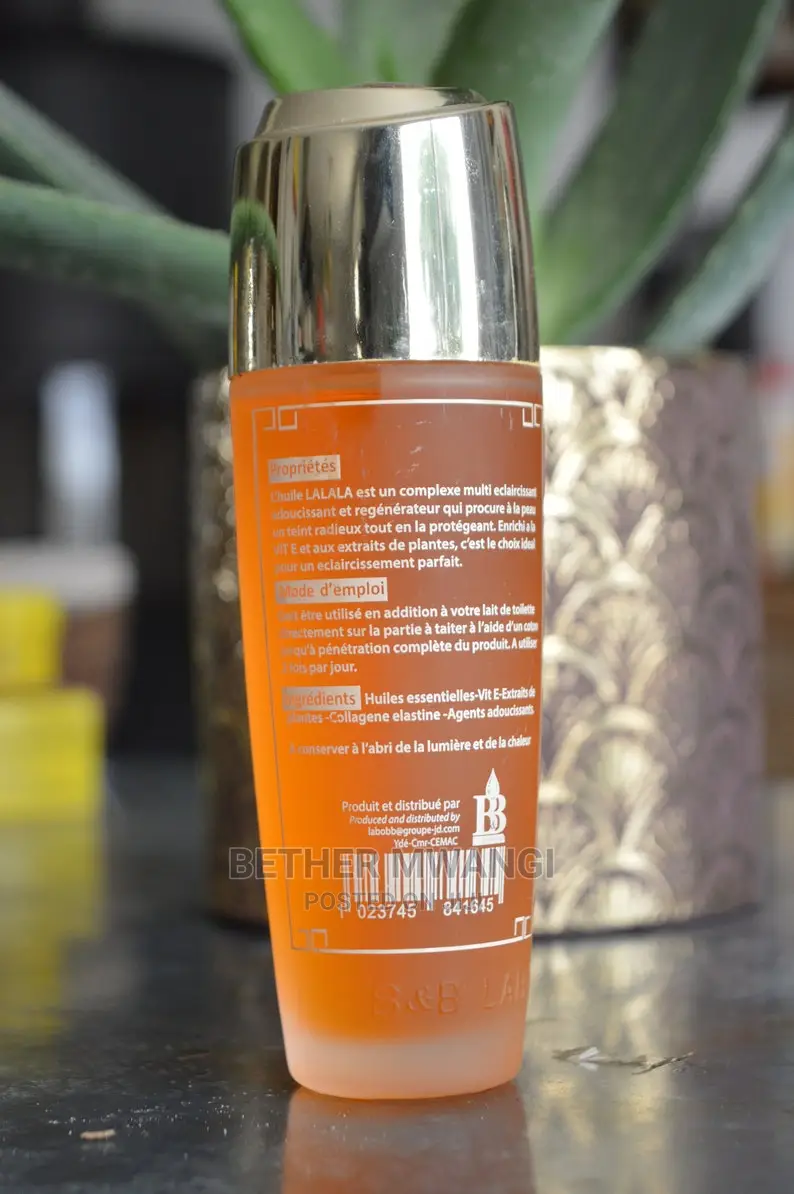 Propriétés
L'huile LALALA est un complexe multi eclaircissant
adoucissant et regénérateur qui procure à la peau
un teint radieux tout en la protégeant. Enrichi a la
VIT E et aux extraits de plantes, c'est le choix ideal
pour un eclaircissement parfait.
Mode d'emploi
être utilisé en addition à votre lait de toilette
directement sur la partie à taiter à l'aide d'un coton
jusqu'à pénétration complète du produit. A utiliser
fois par jour.
Ingrédients Huiles essentielles-Vit E-Extraits de
plantes -Collagene elastine -Agents adoucissants
A conserver à l'abri de la lumière et de la chaleur
Produit et distribué par
Produced and distributed by
labobb@groupe-jd.com
Ydé-Cmr-CEMAC
BB
BETHER MWANGI
POSTED ON
023745 841645
B&B